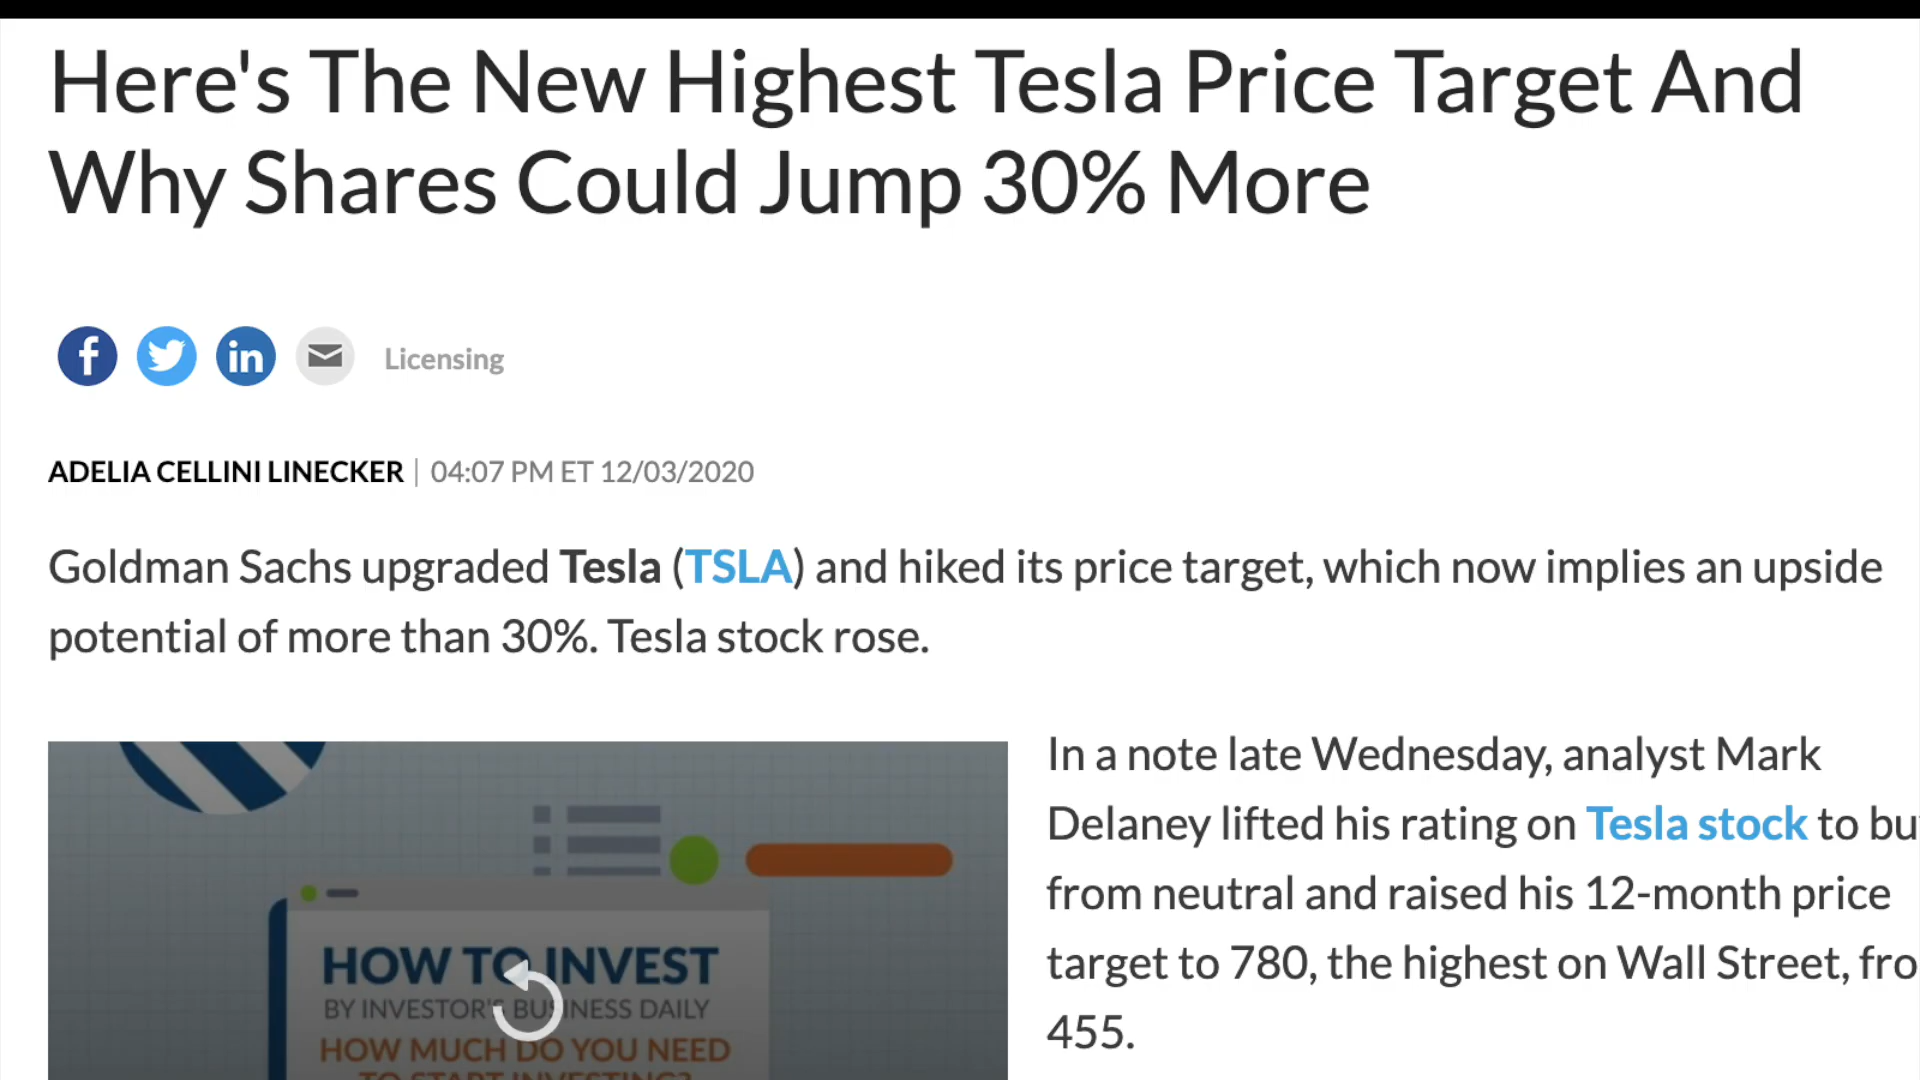 Here's The New Highest Tesla Price Target And
Why Shares Could Jump 30% More
Licensing
ADELIA CELLINI LINECKER | 04:07 PM ET 12/03/2020
Goldman Sachs upgraded Tesla (TSLA) and hiked its price target, which now implies an upside
potential of more than 30%. Tesla stock rose.
In a note late Wednesday, analyst Mark
Delaney lifted his rating on Tesla stock to bu
from neutral and raised his 12-month price
target to 780, the highest on Wall Street, fro
455.
HOW TO INVEST
BY INVESTOR'S BUSINESS DAILY
HOW MUCH DO YOU NEED
TO START INVESTING?